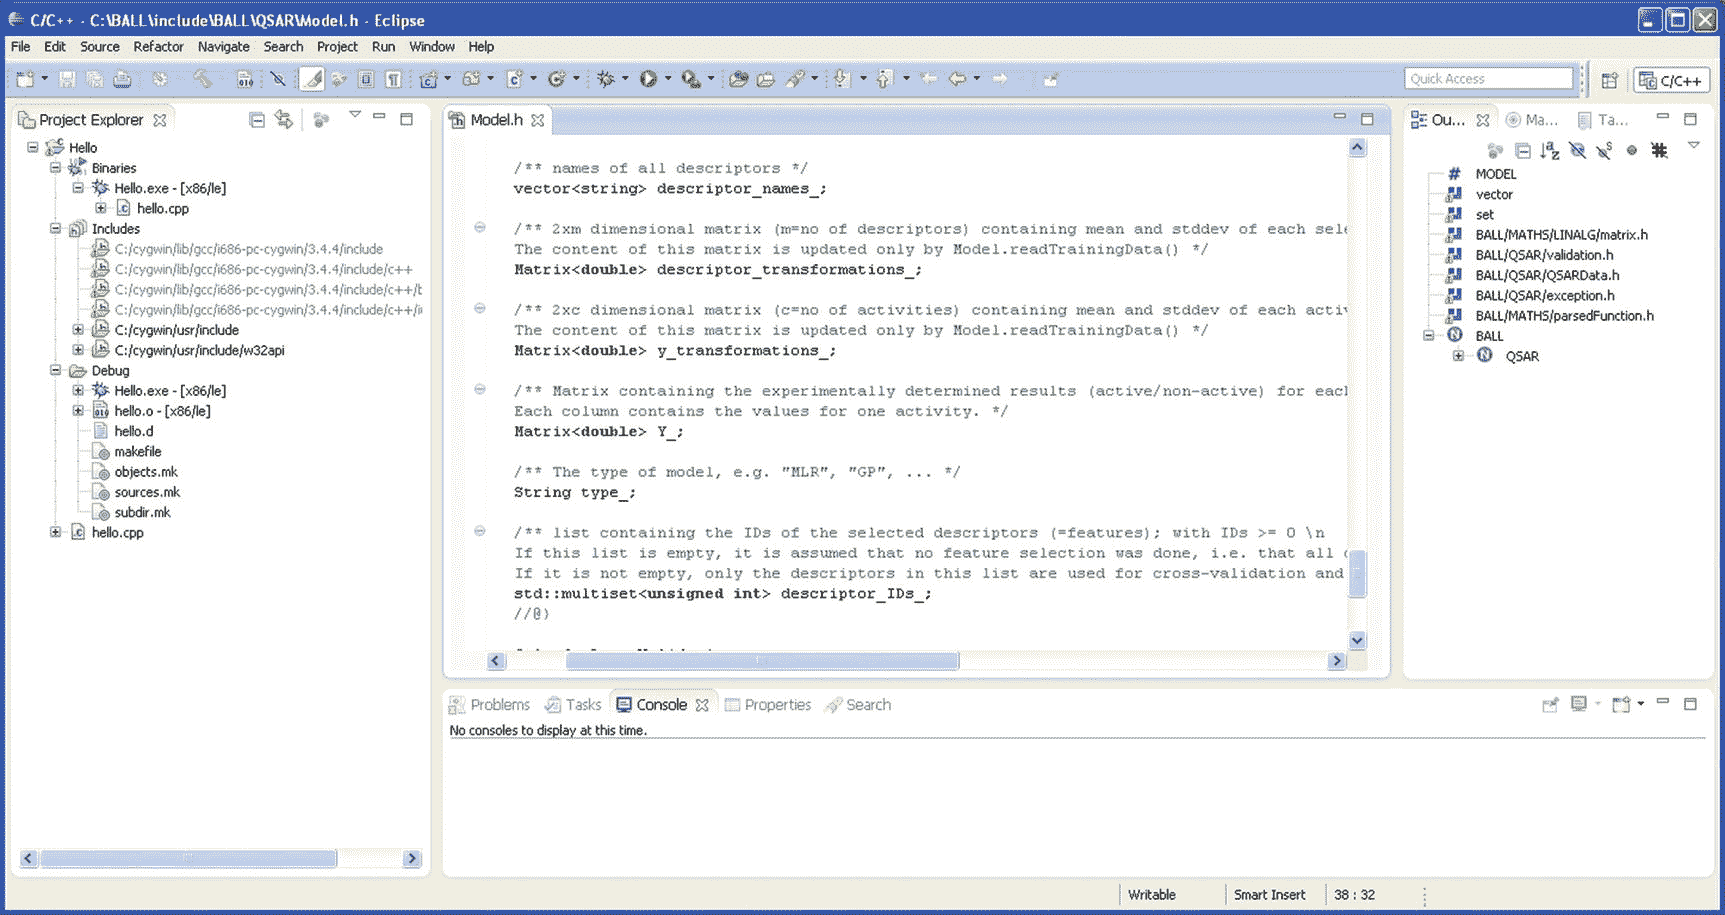 C/C++ - C:\BALL\include\BALL\QSAR\Model.h - Eclipse
File Edit Source Refactor Navigate Search Project Run Window Help
Quick Access
C/C++
Project Explorer
Hello
Binaries
Hello.exe - [x86/le]
hello.cpp
Includes
C:/cygwin/lib/gcc/i686-pc-cygwin/3.4.4/include
C:/cygwin/lib/gcc/i686-pc-cygwin/3.4.4/include/c++
C:/cygwin/lib/gcc/i686-pc-cygwin/3.4.4/include/c++/b
C:/cygwin/lib/gcc/i686-pc-cygwin/3.4.4/include/c++/i
C:/cygwin/usr/include
C:/cygwin/usr/include/w32api
Debug
Hello.exe - [x86/le]
hello.o - [x86/le]
hello.d
makefile
objects.mk
sources.mk
subdir.mk
hello.cpp
Model.h
/** names of all descriptors */
vector<string> descriptor_names_;
/** 2xm dimensional matrix (m=no of descriptors) containing mean and stddev of each sele
The content of this matrix is updated only by Model.readTrainingData() */
Matrix<double> descriptor_transformations_;
/** 2xc dimensional matrix (c=no of activities) containing mean and stddev of each activ
The content of this matrix is updated only by Model.readTrainingData() */
Matrix<double> y_transformations_;
/** Matrix containing the experimentally determined results (active/non-active) for each
Each column contains the values for one activity. */
Matrix<double> Y_;
/** The type of model, e.g. "MLR", "GP", ... */
String type_;
/** list containing the IDs of the selected descriptors (=features); with IDs >= 0 \n
If this list is empty, it is assumed that no feature selection was done, i.e. that all
If it is not empty, only the descriptors in this list are used for cross-validation and
std::multiset<unsigned int> descriptor_IDs_;
//@)
Ou... Ma... Ta...
MODEL
vector
set
BALL/MATHS/LINALG/matrix.h
BALL/QSAR/validation.h
BALL/QSAR/QSARData.h
BALL/QSAR/exception.h
BALL/MATHS/parsedFunction.h
BALL
QSAR
Problems Tasks Console Properties Search
No consoles to display at this time.
Writable Smart Insert 38 : 32